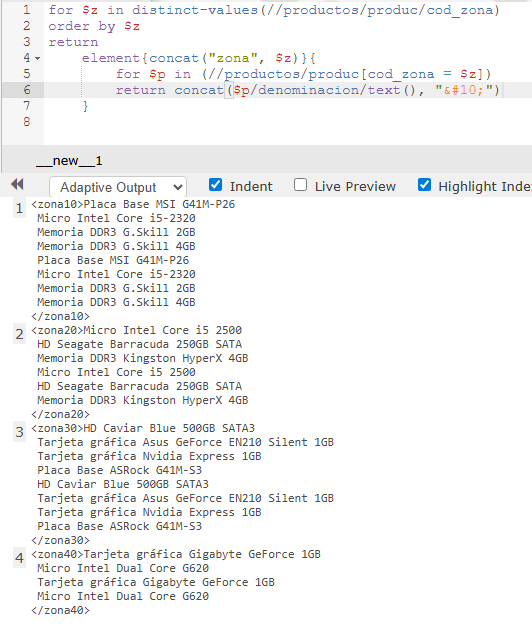 1 for $z in distinct-values(//productos/produc/cod_zona)
2 order by $z
3 return
4 element{concat("zona", $z)}{
5 for $p in (//productos/produc[cod_zona = $z])
6 return concat($p/denominacion/text(), "&#10;")
7 }
8
__new__1
Adaptive Output Indent Live Preview Highlight Inde
1 <zona10>Placa Base MSI G41M-P26
Micro Intel Core i5-2320
Memoria DDR3 G.Skill 2GB
Memoria DDR3 G.Skill 4GB
Placa Base MSI G41M-P26
Micro Intel Core i5-2320
Memoria DDR3 G.Skill 2GB
Memoria DDR3 G.Skill 4GB
</zona10>
2 <zona20>Micro Intel Core i5 2500
HD Seagate Barracuda 250GB SATA
Memoria DDR3 Kingston HyperX 4GB
Micro Intel Core i5 2500
HD Seagate Barracuda 250GB SATA
Memoria DDR3 Kingston HyperX 4GB
</zona20>
3 <zona30>HD Caviar Blue 500GB SATA3
Tarjeta gráfica Asus GeForce EN210 Silent 1GB
Tarjeta gráfica Nvidia Express 1GB
Placa Base ASRock G41M-S3
HD Caviar Blue 500GB SATA3
Tarjeta gráfica Asus GeForce EN210 Silent 1GB
Tarjeta gráfica Nvidia Express 1GB
Placa Base ASRock G41M-S3
</zona30>
4 <zona40>Tarjeta gráfica Gigabyte GeForce 1GB
Micro Intel Dual Core G620
Tarjeta gráfica Gigabyte GeForce 1GB
Micro Intel Dual Core G620
</zona40>